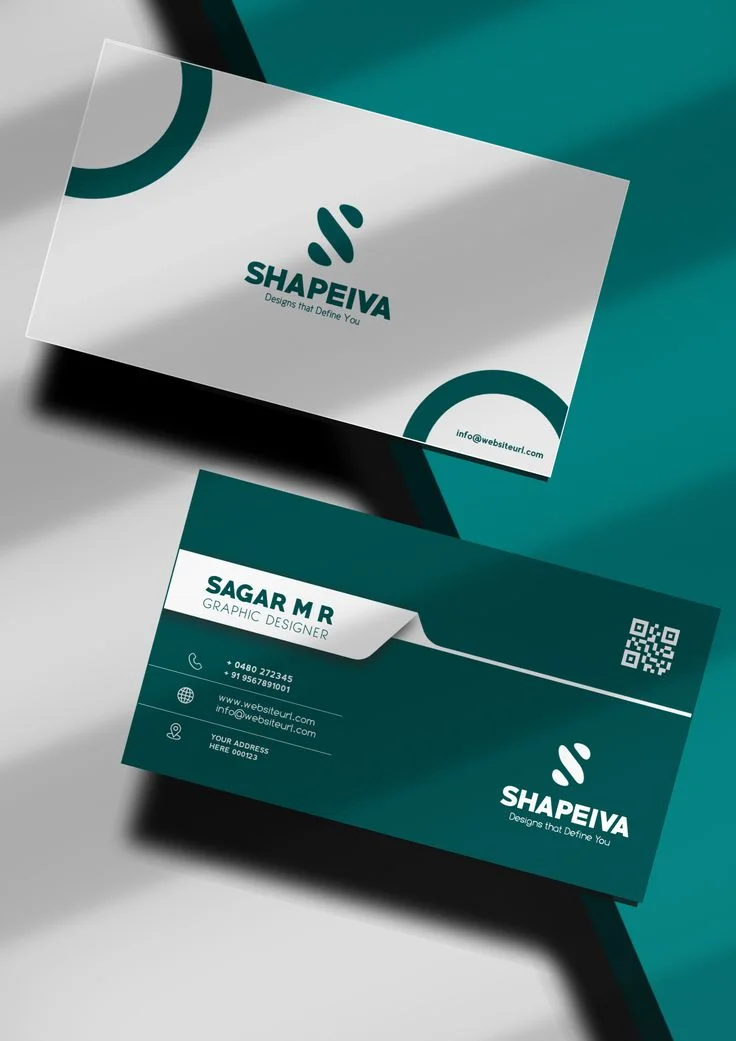 SHAPEIVA
Designs that Define You
info@websiteurl.com
SAGAR M R
GRAPHIC DESIGNER
+ 0480 272345
+ 91 9567891001
www.websiteurl.com
info@websiteurl.com
YOUR ADDRESS
HERE 000123
SHAPEIVA
Designs that Define You